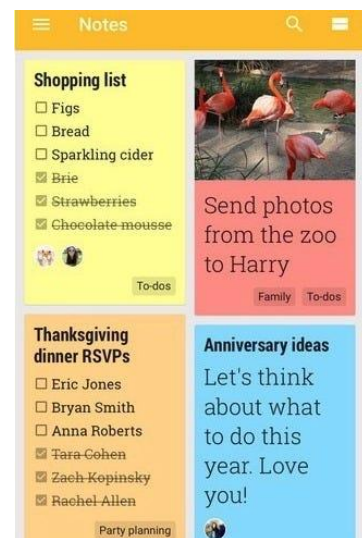 Notes
Shopping list
Figs
Bread
Sparkling cider
Brie
Strawberries
Chocolate mousse
To-dos
Send photos
from the zoo
to Harry
Family To-dos
Thanksgiving
dinner RSVPs
Eric Jones
Bryan Smith
Anna Roberts
Tara Cohen
Zach Kopinsky
Rachel Allen
Party planning
Anniversary ideas
Let's think
about what
to do this
year. Love
you!